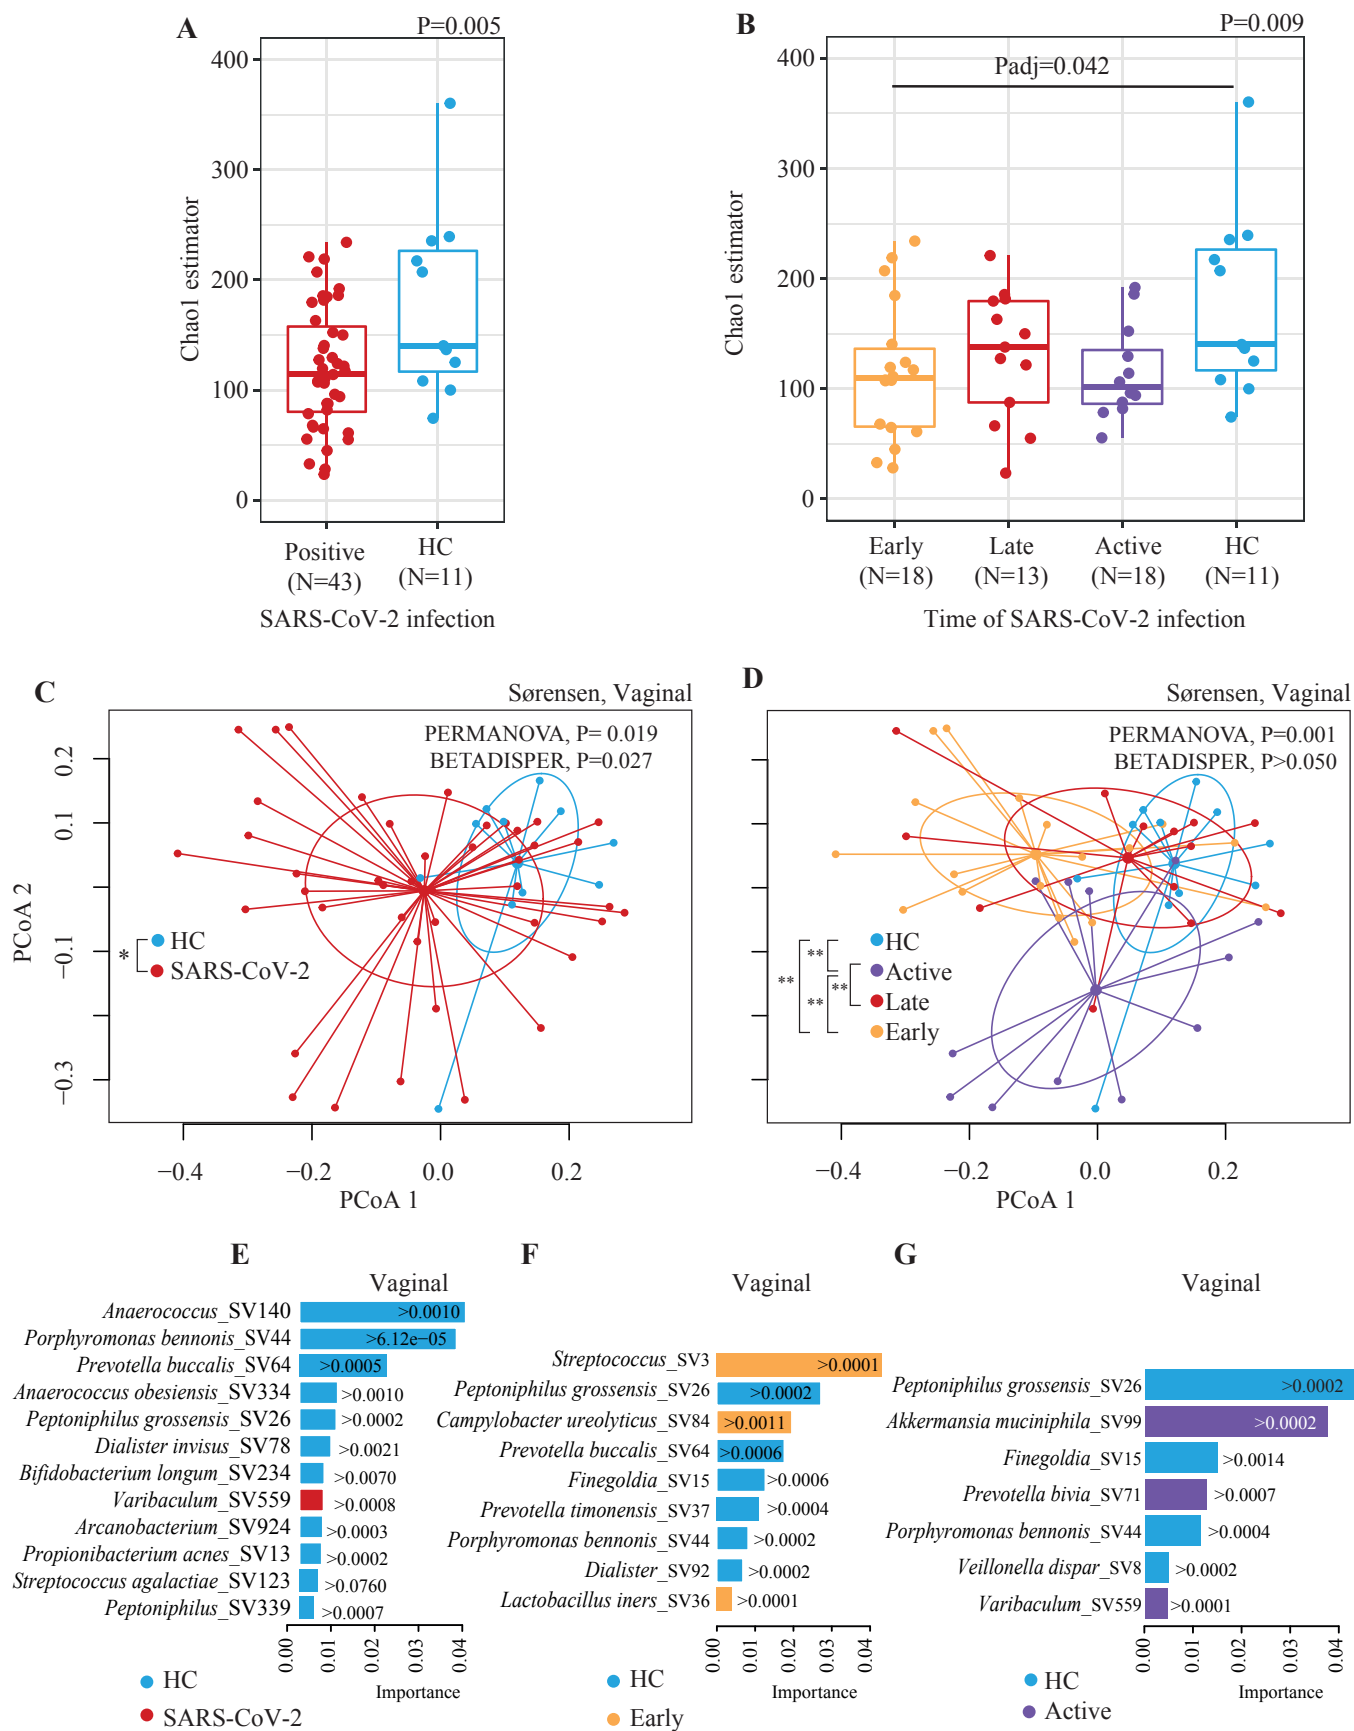 A
P=0.005
400
300
200
100
0
Chao1 estimator
Positive
(N=43)
HC
(N=11)
SARS-CoV-2 infection
B
P=0.009
Padj=0.042
400
300
200
100
0
Chao1 estimator
Early
(N=18)
Late
(N=13)
Active
(N=18)
HC
(N=11)
Time of SARS-CoV-2 infection
C
Sørensen, Vaginal
PERMANOVA, P= 0.019
BETADISPER, P=0.027
0.2
0.1
−0.1
−0.3
PCoA 2
* HC
SARS-CoV-2
−0.4
−0.2
0.0
0.2
PCoA 1
D
Sørensen, Vaginal
PERMANOVA, P=0.001
BETADISPER, P>0.050
** HC
** ** Active
** Late
Early
−0.4
−0.2
0.0
0.2
PCoA 1
E
Vaginal
Anaerococcus_SV140 >0.0010
Porphyromonas bennonis_SV44 >6.12e−05
Prevotella buccalis_SV64 >0.0005
Anaerococcus obesiensis_SV334 >0.0010
Peptoniphilus grossensis_SV26 >0.0002
Dialister invisus_SV78 >0.0021
Bifidobacterium longum_SV234 >0.0070
Varibaculum_SV559 >0.0008
Arcanobacterium_SV924 >0.0003
Propionibacterium acnes_SV13 >0.0002
Streptococcus agalactiae_SV123 >0.0760
Peptoniphilus_SV339 >0.0007
0.00
0.01
0.02
0.03
0.04
Importance
HC
SARS-CoV-2
F
Vaginal
Streptococcus_SV3 >0.0001
Peptoniphilus grossensis_SV26 >0.0002
Campylobacter ureolyticus_SV84 >0.0011
Prevotella buccalis_SV64 >0.0006
Finegoldia_SV15 >0.0006
Prevotella timonensis_SV37 >0.0004
Porphyromonas bennonis_SV44 >0.0002
Dialister_SV92 >0.0002
Lactobacillus iners_SV36 >0.0001
0.00
0.01
0.02
0.03
0.04
Importance
HC
Early
G
Vaginal
Peptoniphilus grossensis_SV26 >0.0002
Akkermansia muciniphila_SV99 >0.0002
Finegoldia_SV15 >0.0014
Prevotella bivia_SV71 >0.0007
Porphyromonas bennonis_SV44 >0.0004
Veillonella dispar_SV8 >0.0002
Varibaculum_SV559 >0.0001
0.00
0.01
0.02
0.03
0.04
Importance
HC
Active